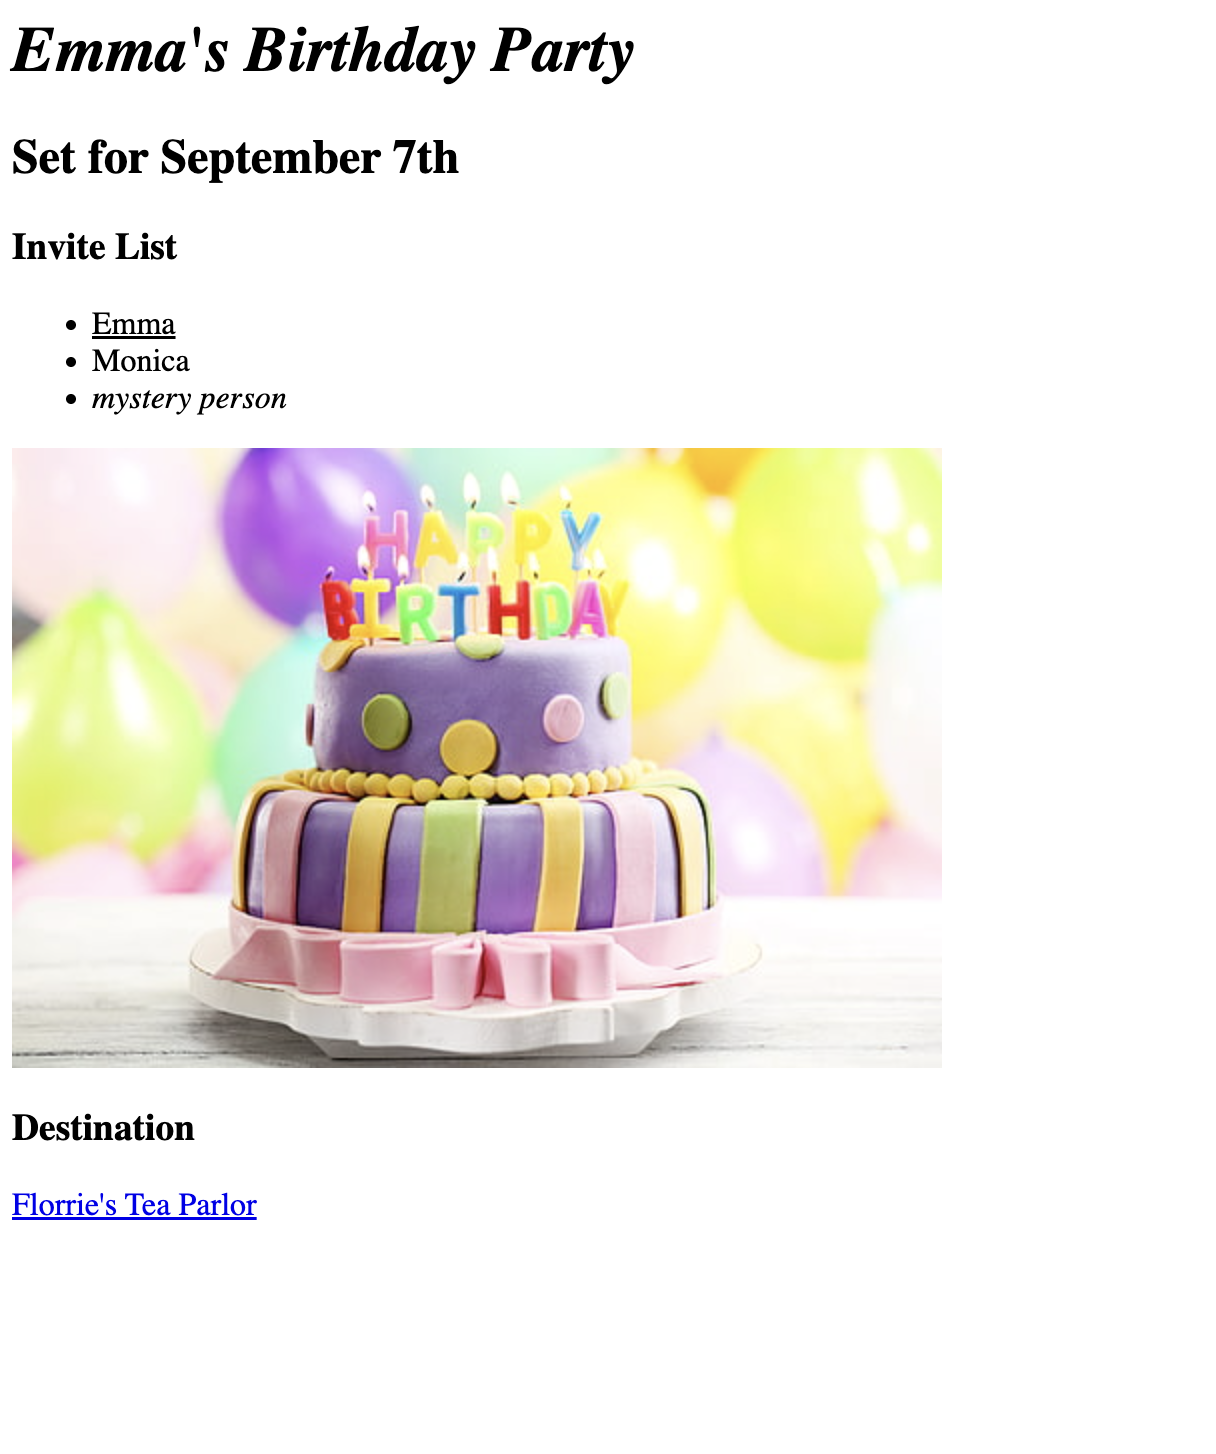 Emma's Birthday Party
Set for September 7th
Invite List
Emma
Monica
mystery person
HAPPY
BIRTHDAY
Destination
Florrie's Tea Parlor